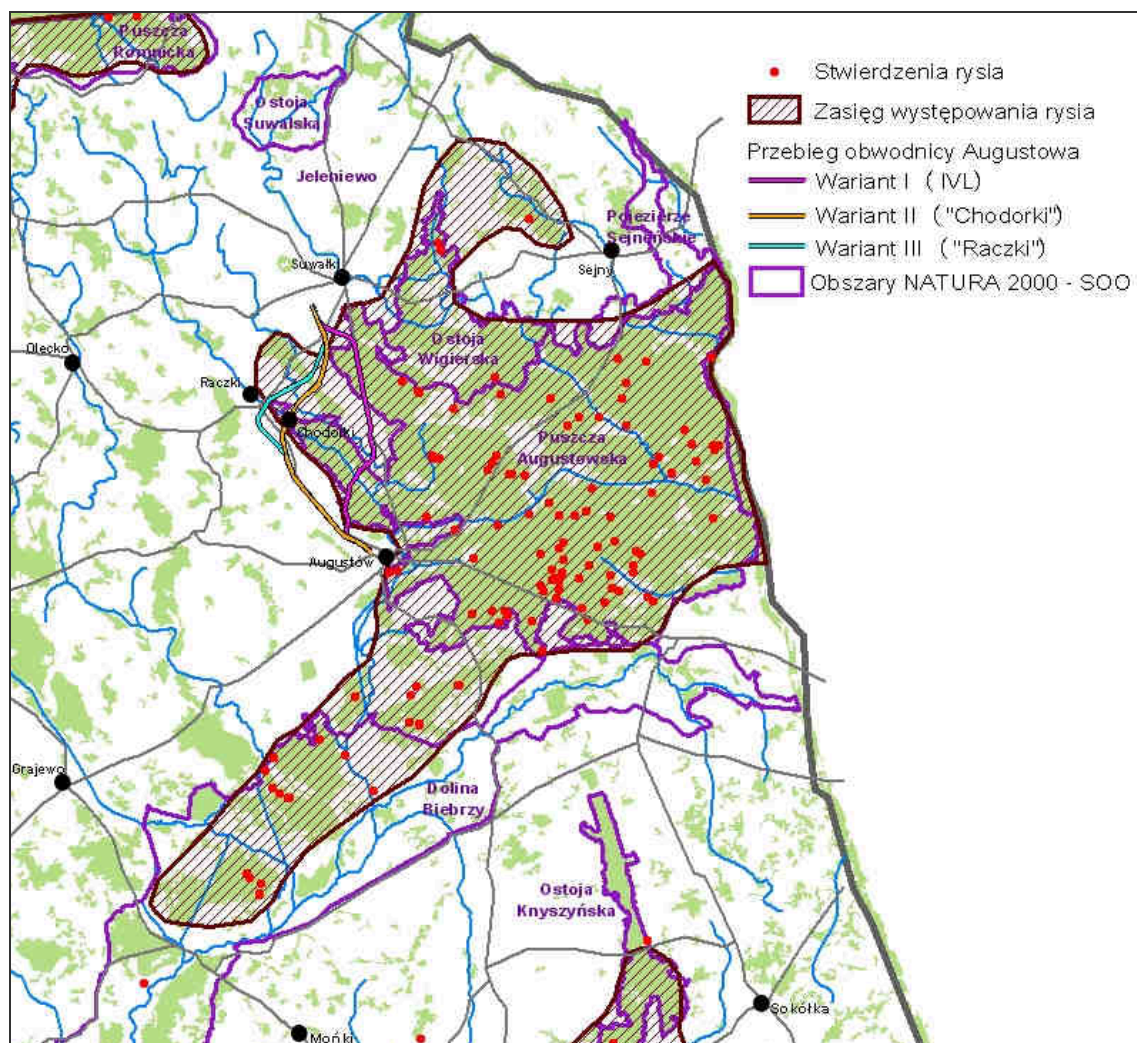 Puszcza
Romnicka
Ostoja
Suwalska
Jeleniewo
Suwałki
Pojezierze
Sejneńskie
Sejny
Olecko
Ostoja
Wigierska
Raczki
Chodorki
Puszcza
Augustowska
Augustów
Grajewo
Dolina
Biebrzy
Ostoja
Knyszyńska
Sokółka
Mońki
Stwierdzenia rysia
Zasięg występowania rysia
Przebieg obwodnicy Augustowa
Wariant I ( IVL)
Wariant II ("Chodorki")
Wariant III ("Raczki")
Obszary NATURA 2000 - SOO